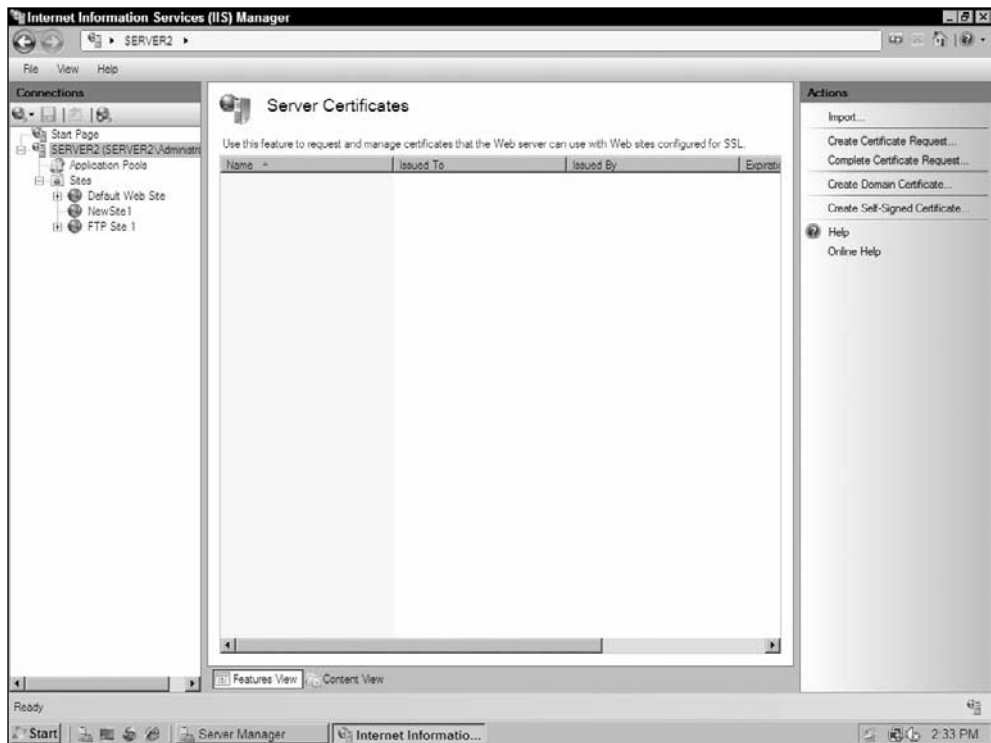 Internet Information Services (IIS) Manager
SERVER2
File View Help
Connections
Start Page
SERVER2 (SERVER2\Administr
Application Pools
Sites
Default Web Site
NewSite1
FTP Site 1
Server Certificates
Use this feature to request and manage certificates that the Web server can use with Web sites configured for SSL.
Name Issued To Issued By Expirati
Features View Content View
Actions
Import...
Create Certificate Request...
Complete Certificate Request...
Create Domain Certificate...
Create Self-Signed Certificate...
Help
Online Help
Ready
Start Server Manager Internet Informatio... 2:33 PM